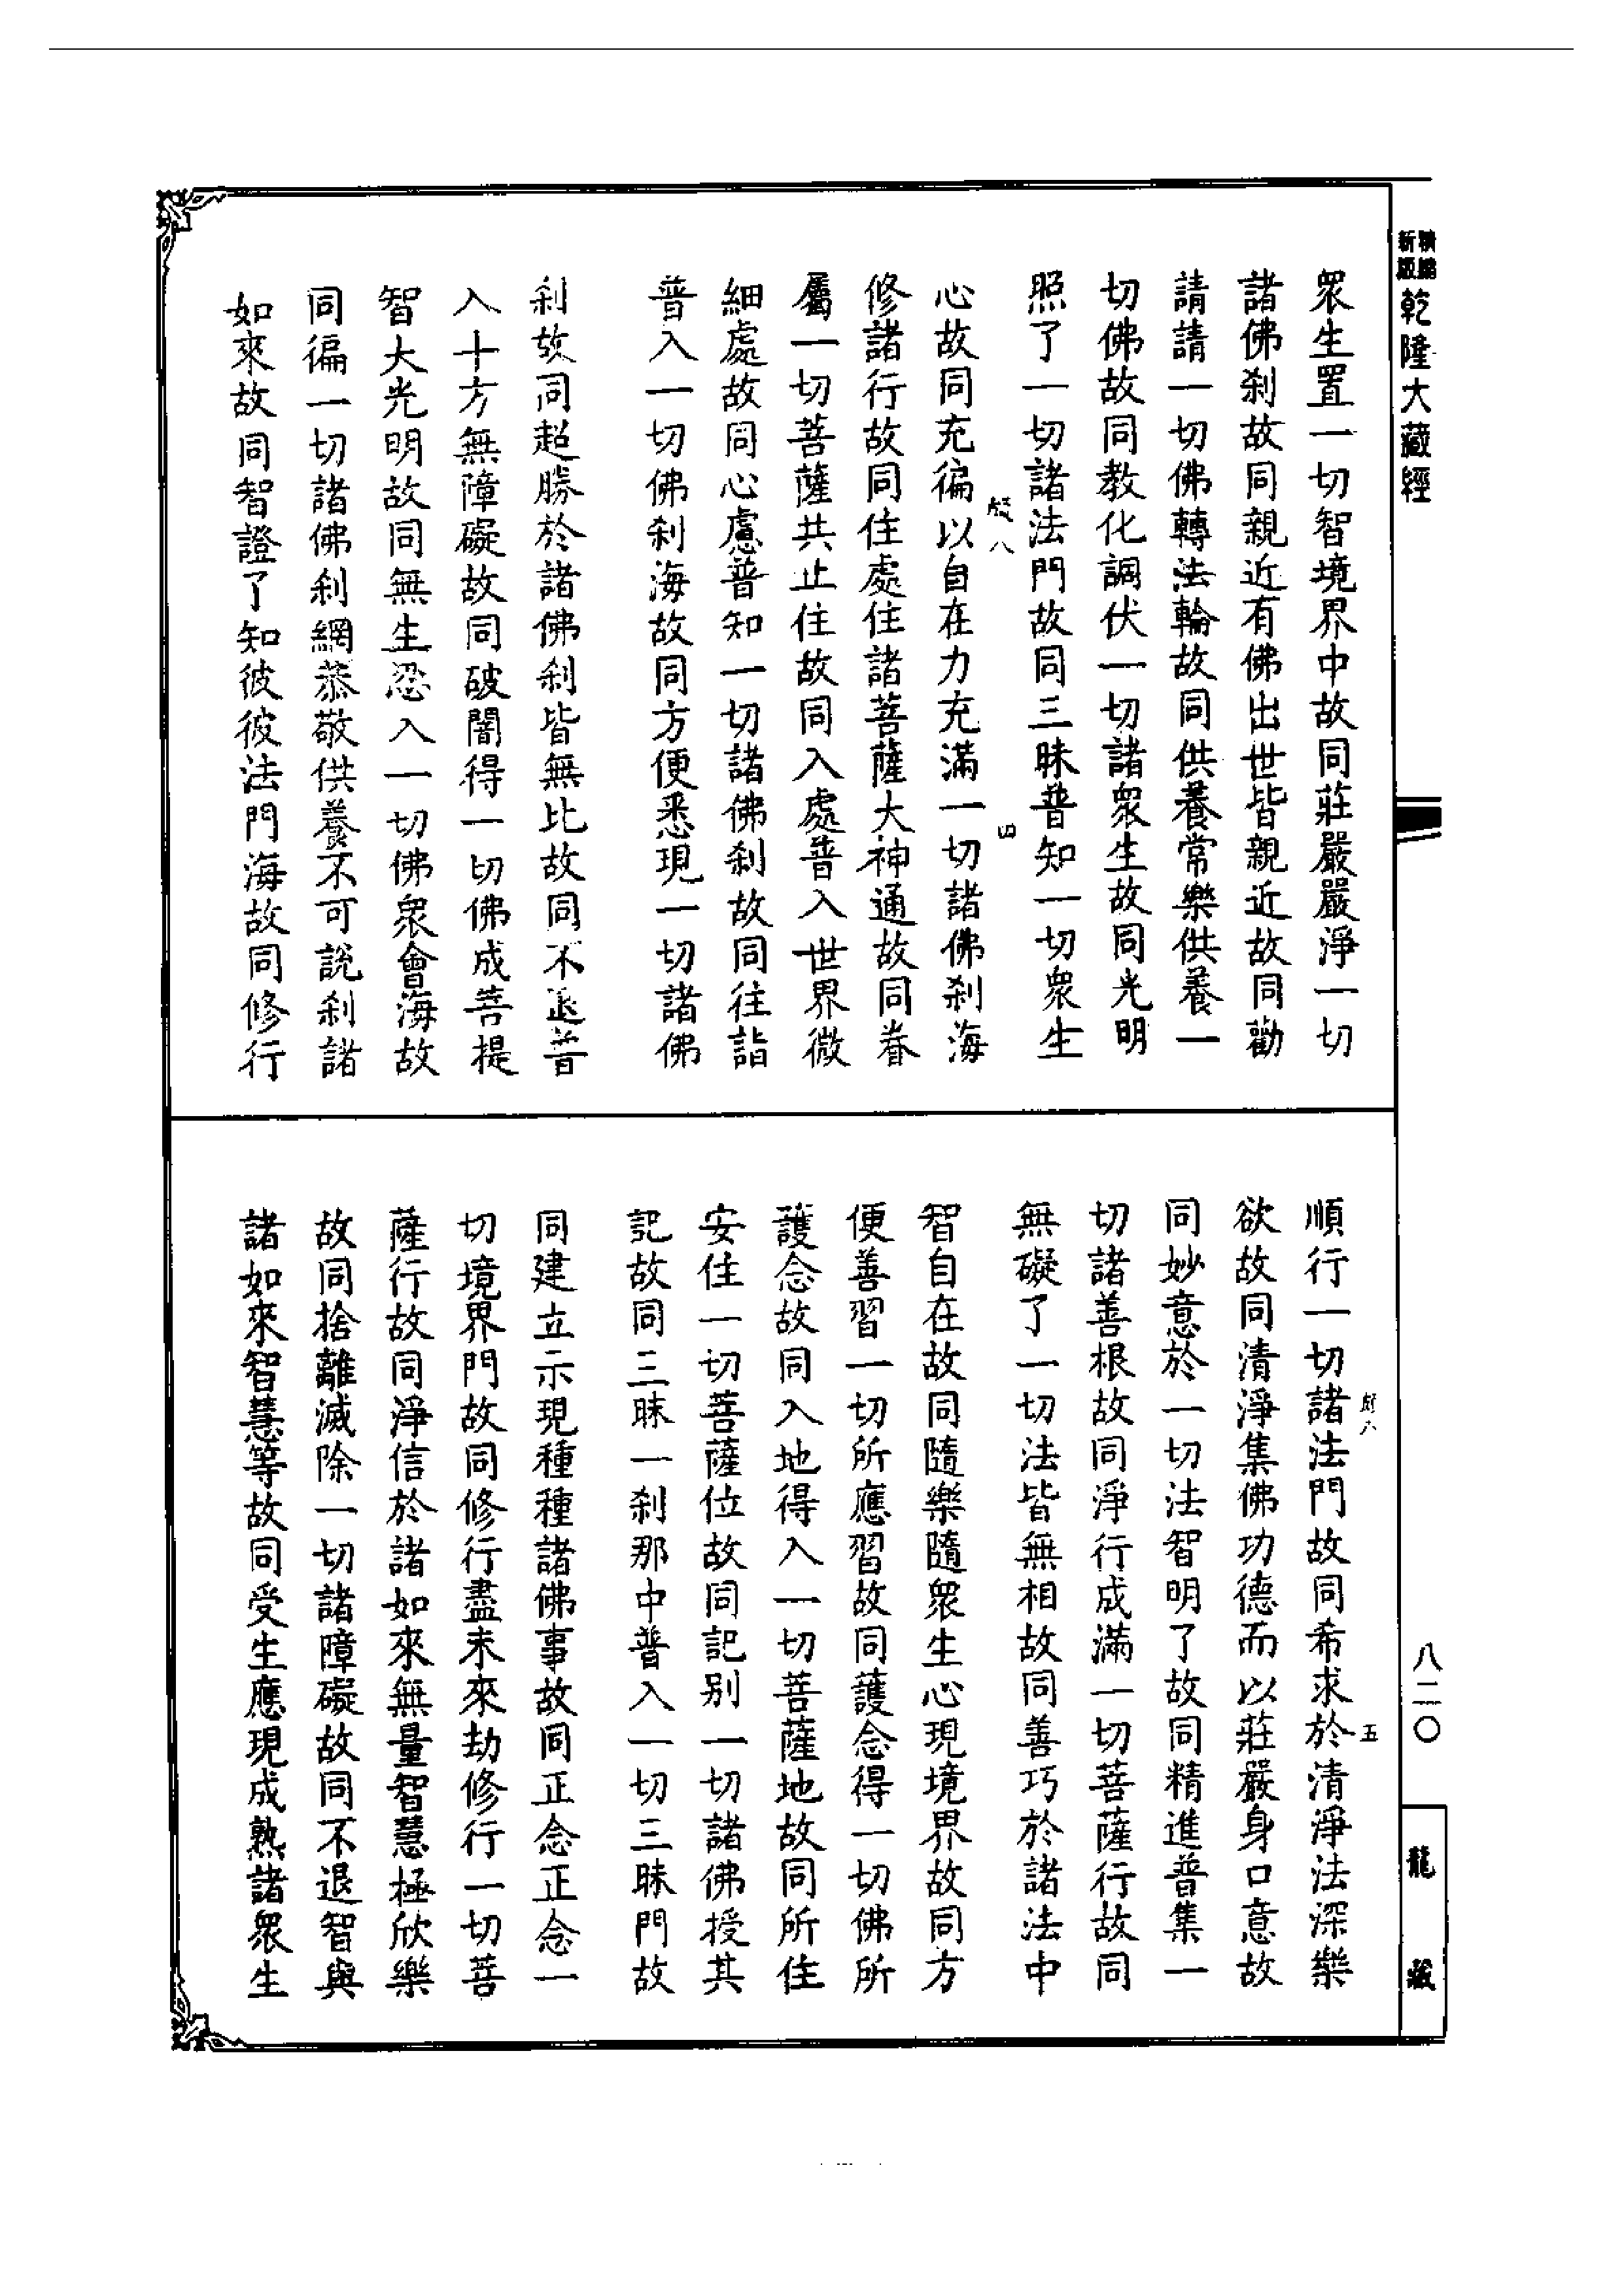 精編
新版
乾隆大藏經
眾生置一切智境界中故同莊嚴嚴淨一切
諸佛刹故同親近有佛出世皆親近故同勸
請請一切佛轉法輪故同供養常樂供養一
切佛故同教化調伏一切諸眾生故同光明
照了一切諸法門故同三昧普知一切眾生
八
四
心故同充徧以自在力充滿一切諸佛刹海
修諸行故同住處住諸菩薩大神通故同眷
屬一切菩薩共止住故同入處普入世界微
細處故同心慮普知一切諸佛刹故同往詣
普入一切佛刹海故同方便悉現一切諸佛
刹故同超勝於諸佛刹皆無比故同不退普
入十方無障礙故同破闇得一切佛成菩提
智大光明故同無生忍入一切佛眾會海故
同徧一切諸佛刹網恭敬供養不可說刹諸
如來故同智證了知彼彼法門海故同修行
五
順行一切諸法門故同希求於清淨法深樂
欲故同清淨集佛功德而以莊嚴身口意故
同妙意於一切法智明了故同精進普集一
切諸善根故同淨行成滿一切菩薩行故同
無礙了一切法皆無相故同善巧於諸法中
智自在故同隨樂隨眾生心現境界故同方
便善習一切所應習故同護念得一切佛所
護念故同入地得入一切菩薩地故同所住
安住一切菩薩位故同記別一切諸佛授其
記故同三昧一刹那中普入一切三昧門故
同建立示現種種諸佛事故同正念正念一
切境界門故同修行盡未來劫修行一切菩
薩行故同淨信於諸如來無量智慧極欣樂
故同捨離滅除一切諸障礙故同不退智與
諸如來智慧等故同受生應現成熟諸眾生
八二〇
龍藏